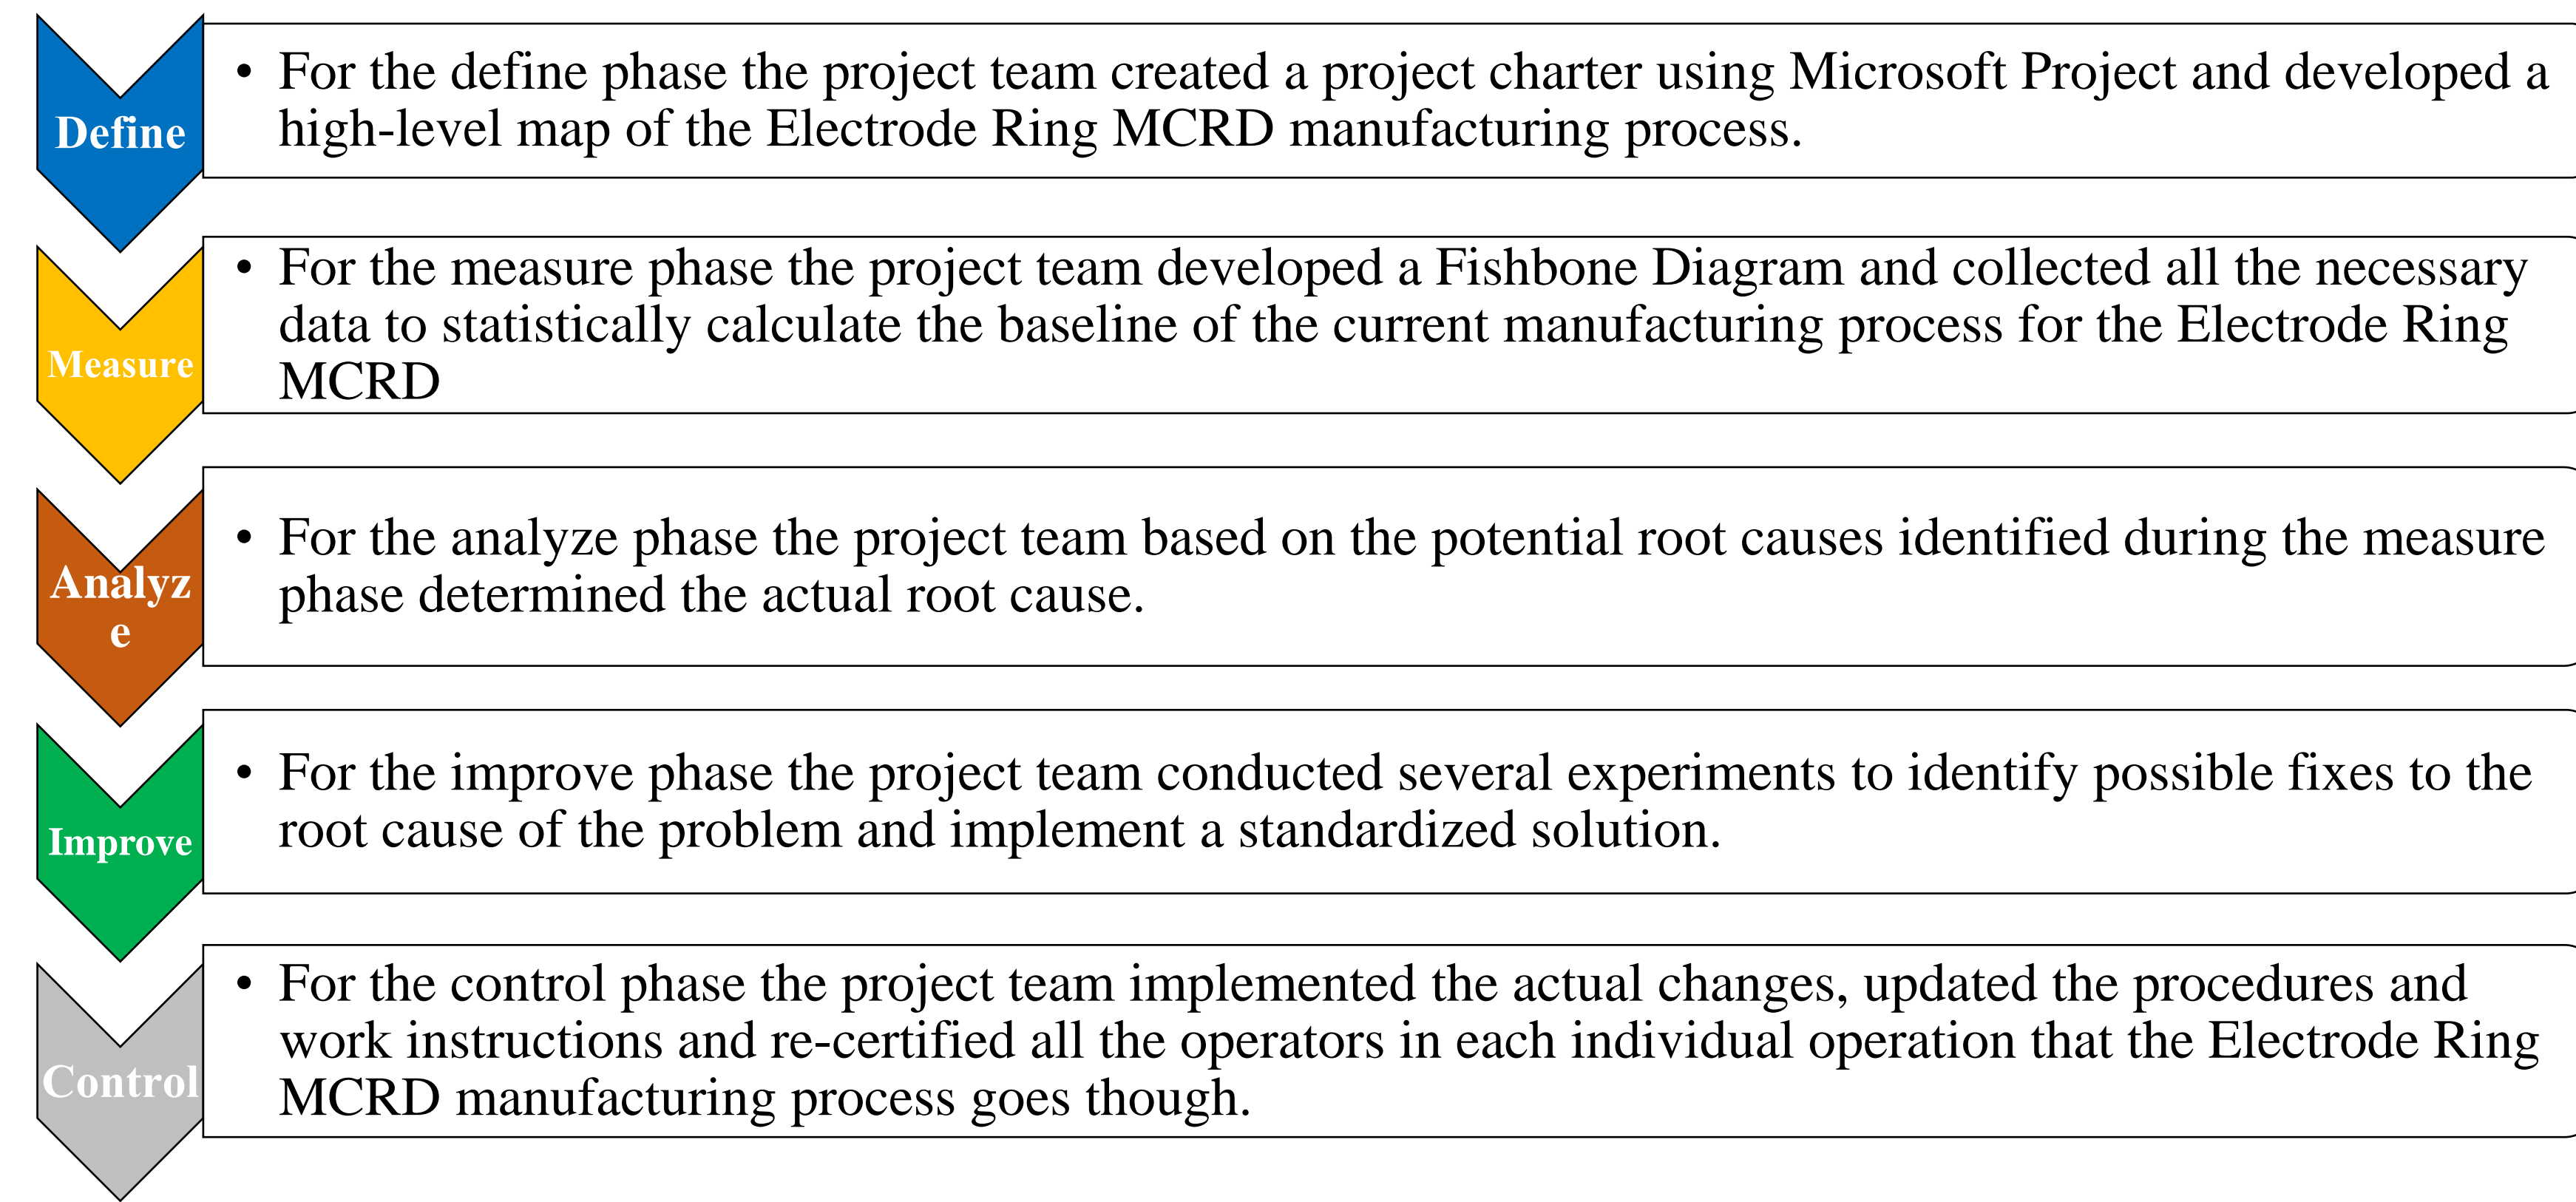 Define
• For the define phase the project team created a project charter using Microsoft Project and developed a
high-level map of the Electrode Ring MCRD manufacturing process.
Measure
• For the measure phase the project team developed a Fishbone Diagram and collected all the necessary
data to statistically calculate the baseline of the current manufacturing process for the Electrode Ring
MCRD
Analyz
e
• For the analyze phase the project team based on the potential root causes identified during the measure
phase determined the actual root cause.
Improve
• For the improve phase the project team conducted several experiments to identify possible fixes to the
root cause of the problem and implement a standardized solution.
Control
• For the control phase the project team implemented the actual changes, updated the procedures and
work instructions and re-certified all the operators in each individual operation that the Electrode Ring
MCRD manufacturing process goes though.